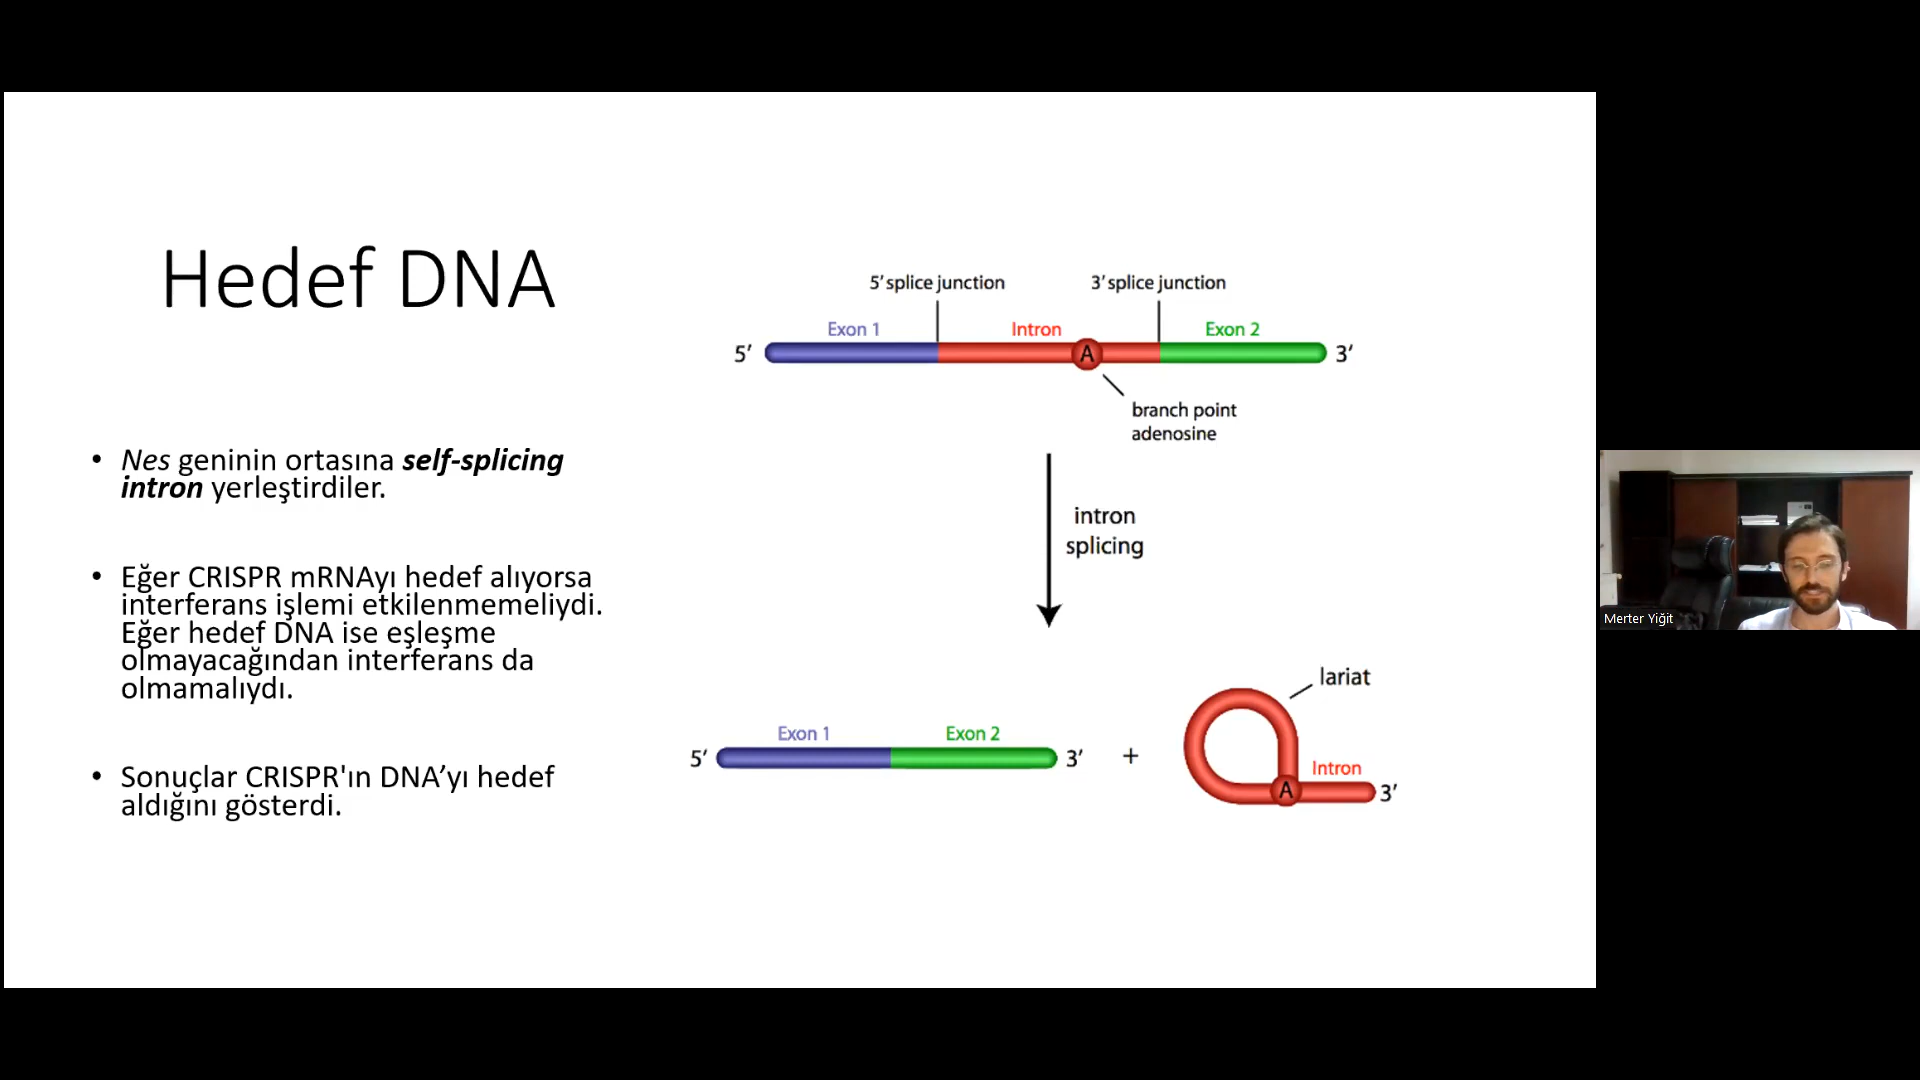 Hedef DNA
• Nes geninin ortasına self-splicing
intron yerleştirdiler.
• Eğer CRISPR mRNAyı hedef alıyorsa
interferans işlemi etkilenmemeliydi.
Eğer hedef DNA ise eşleşme
olmayacağından interferans da
olmamalıydı.
• Sonuçlar CRISPR'ın DNA’yı hedef
aldığını gösterdi.
5’ splice junction 3’ splice junction
Exon 1 Intron Exon 2
5’ A 3’
branch point
adenosine
intron
splicing
lariat
Exon 1 Exon 2
5’ 3’ +
Intron
A 3’
Merter Yiğit